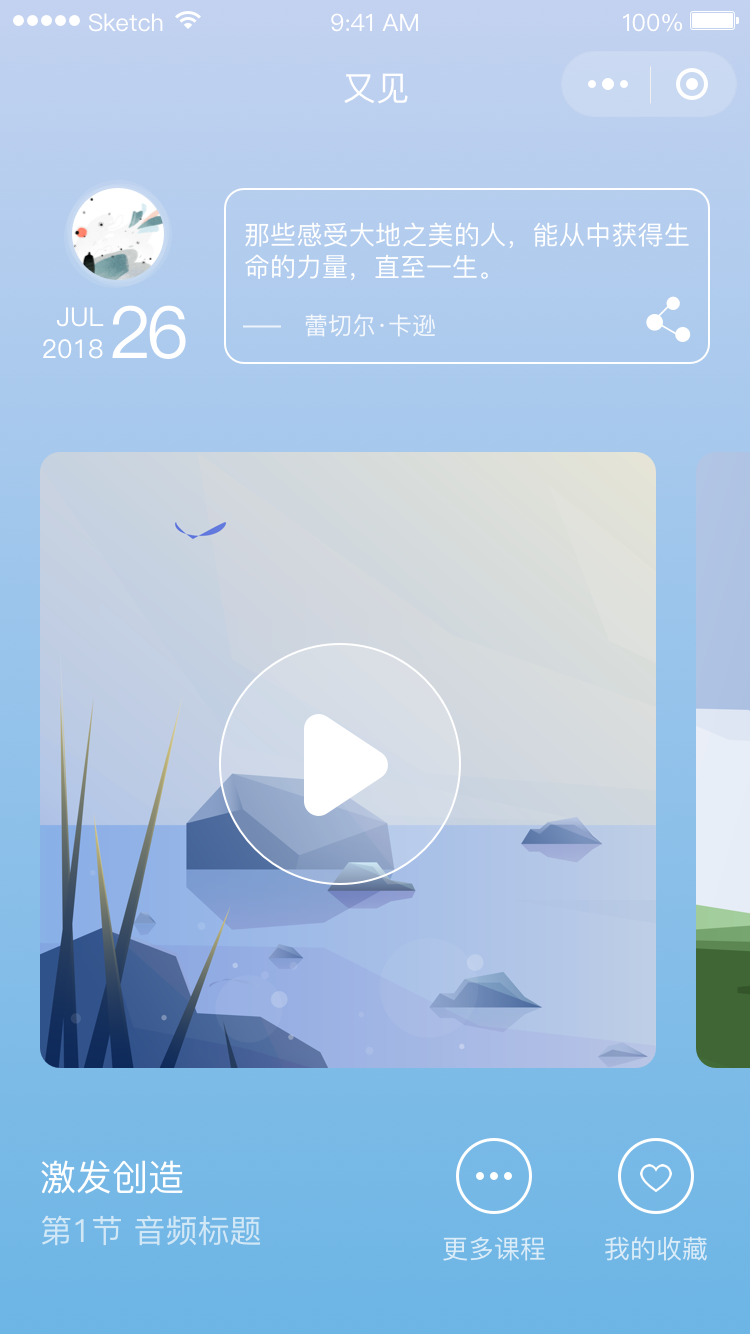 Sketch 9:41 AM 100%
又见
那些感受大地之美的人，能从中获得生
命的力量，直至一生。
— 蕾切尔·卡逊
JUL
2018
26
激发创造
第1节 音频标题
更多课程
我的收藏